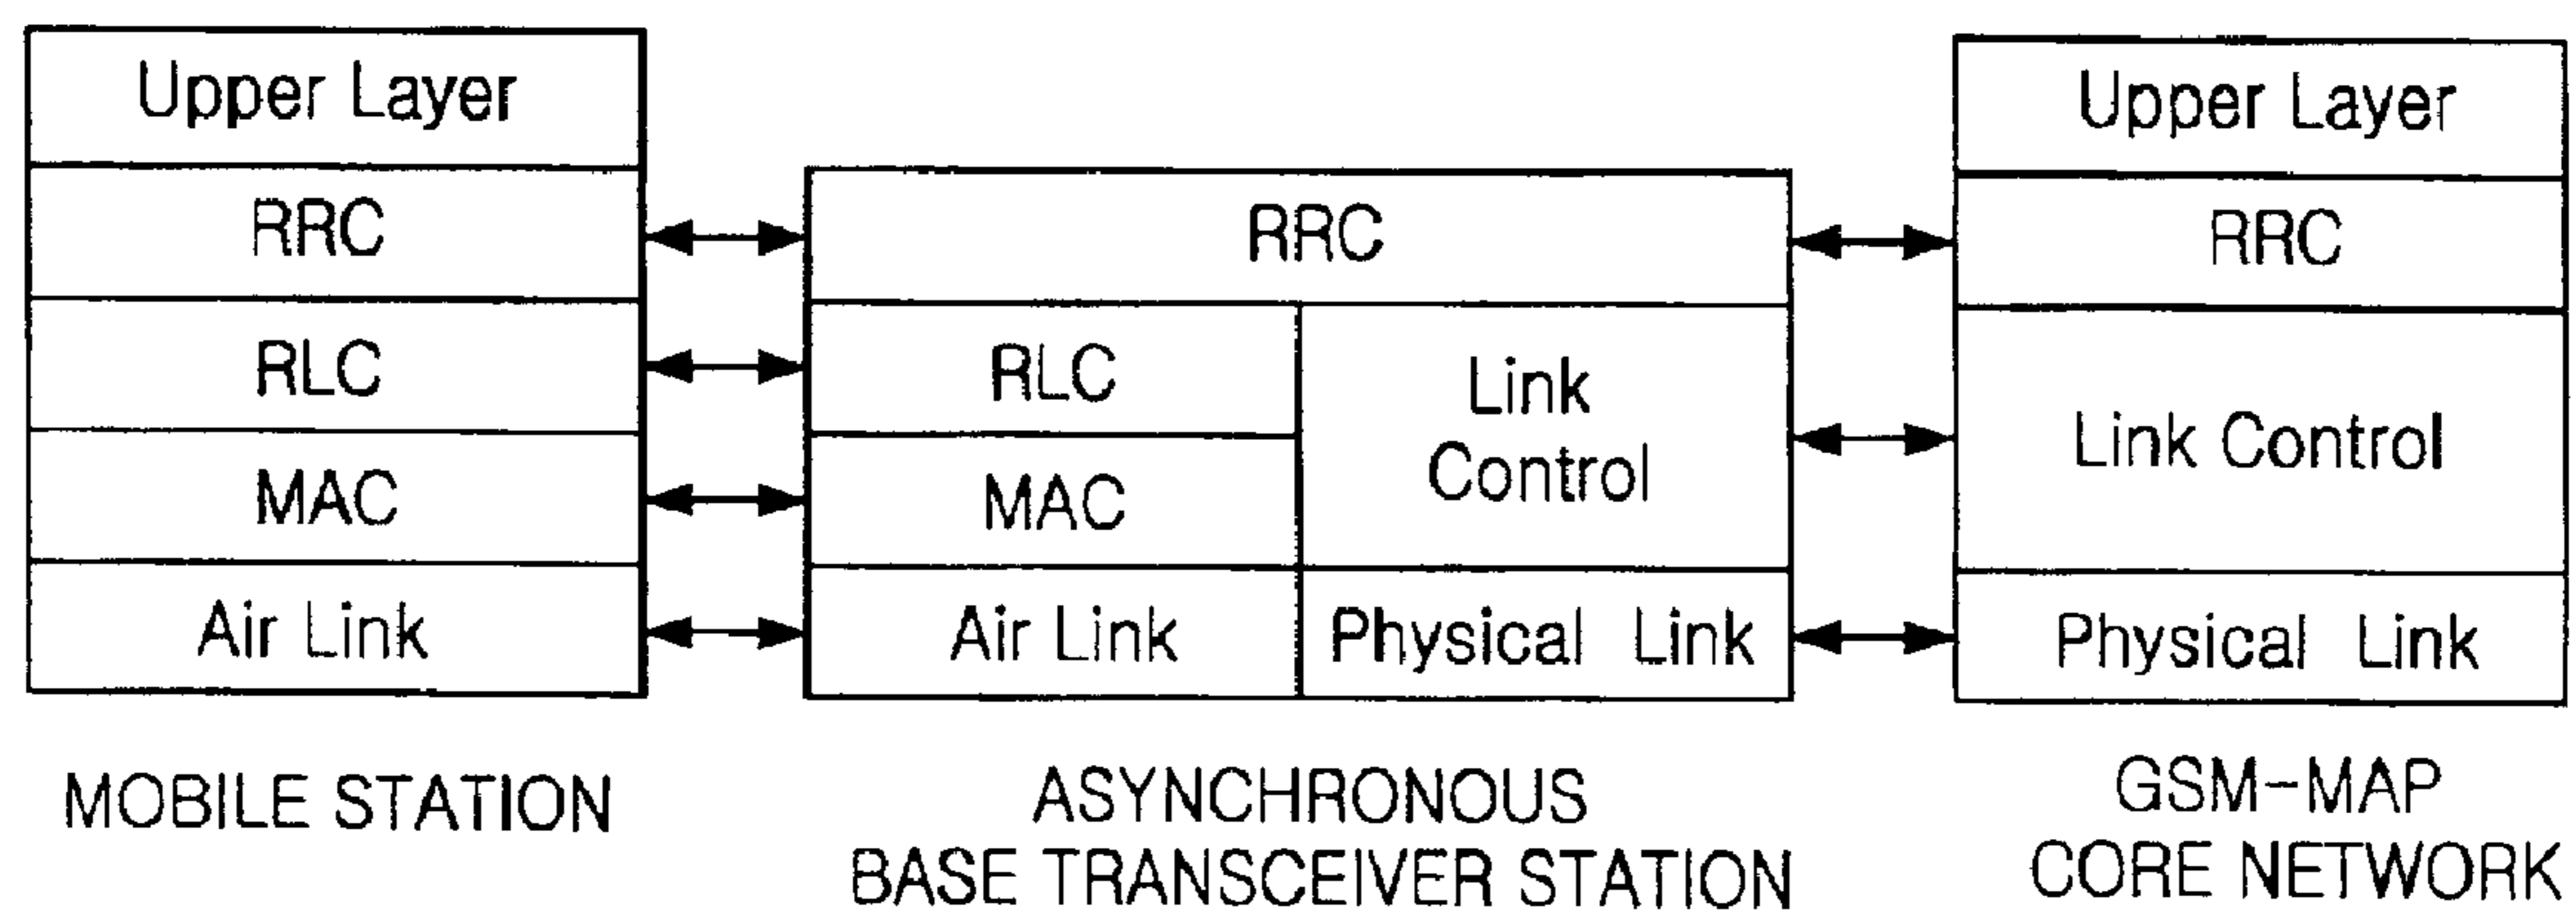 Upper Layer
RRC
RLC
MAC
Air Link
MOBILE STATION
RRC
RLC
MAC
Air Link
Link
Control
Physical Link
ASYNCHRONOUS
BASE TRANSCEIVER STATION
Upper Layer
RRC
Link Control
Physical Link
GSM-MAP
CORE NETWORK